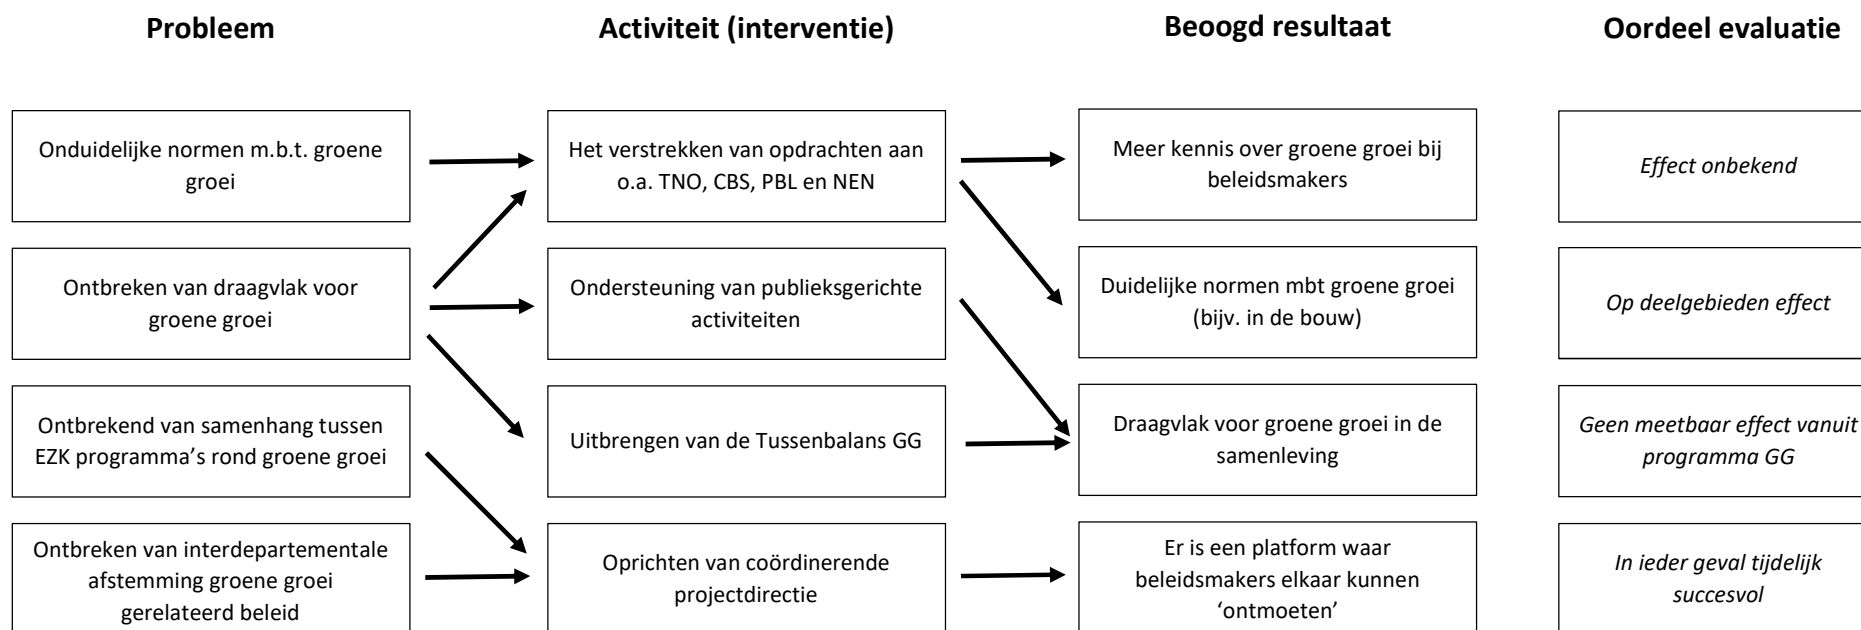 Probleem
Activiteit (interventie)
Beoogd resultaat
Oordeel evaluatie
Onduidelijke normen m.b.t. groene
groei
Het verstrekken van opdrachten aan
o.a. TNO, CBS, PBL en NEN
Meer kennis over groene groei bij
beleidsmakers
Effect onbekend
Ontbreken van draagvlak voor
groene groei
Ondersteuning van publieksgerichte
activiteiten
Duidelijke normen mbt groene groei
(bijv. in de bouw)
Op deelgebieden effect
Ontbrekend van samenhang tussen
EZK programma’s rond groene groei
Uitbrengen van de Tussenbalans GG
Draagvlak voor groene groei in de
samenleving
Geen meetbaar effect vanuit
programma GG
Ontbreken van interdepartementale
afstemming groene groei
gerelateerd beleid
Oprichten van coördinerende
projectdirectie
Er is een platform waar
beleidsmakers elkaar kunnen
‘ontmoeten’
In ieder geval tijdelijk
succesvol